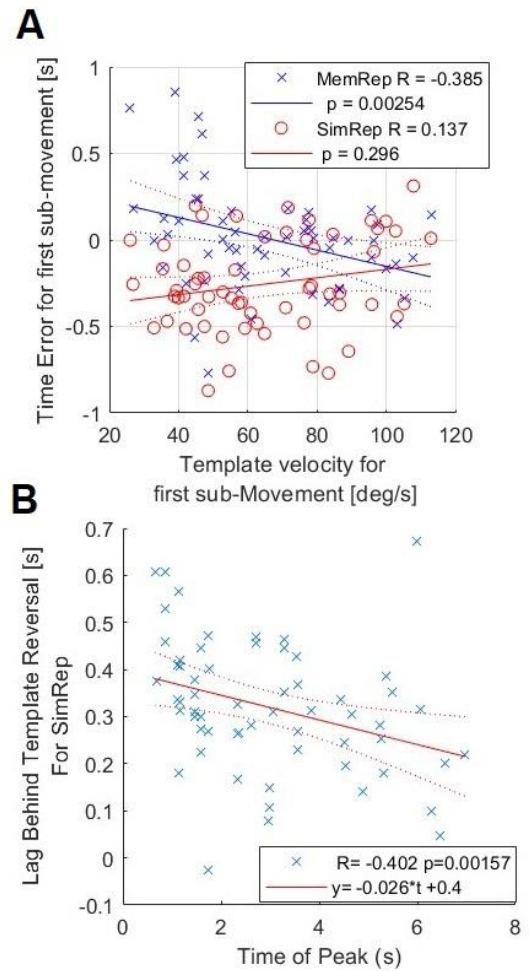 A
Time Error for first sub-movement [s]
1
0.5
0
-0.5
-1
MemRep R = -0.385
p = 0.00254
SimRep R = 0.137
p = 0.296
20 40 60 80 100 120
Template velocity for
first sub-Movement [deg/s]
B
Lag Behind Template Reversal [s]
For SimRep
0.7
0.6
0.5
0.4
0.3
0.2
0.1
0
-0.1
R= -0.402 p=0.00157
y= -0.026*t +0.4
0 2 4 6 8
Time of Peak (s)